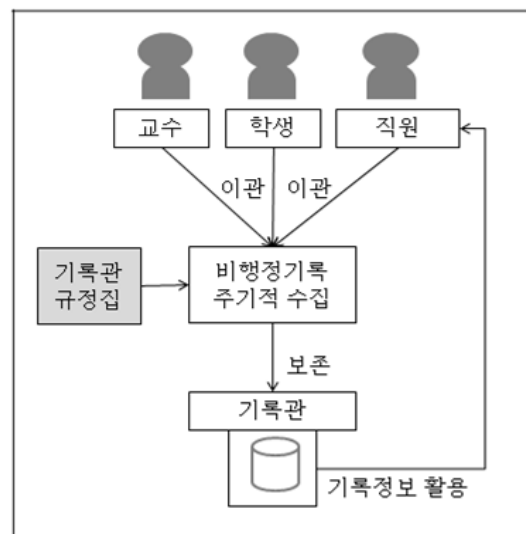 교수
학생
직원
이관
이관
기록관
규정집
비행정기록
주기적 수집
보존
기록관
기록정보 활용